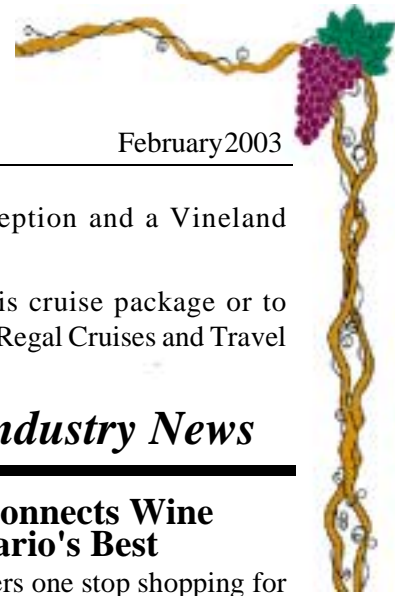 February2003
eption and a Vineland
is cruise package or to
Regal Cruises and Travel
ndustry News
onnects Wine
ario's Best
ers one stop shopping for